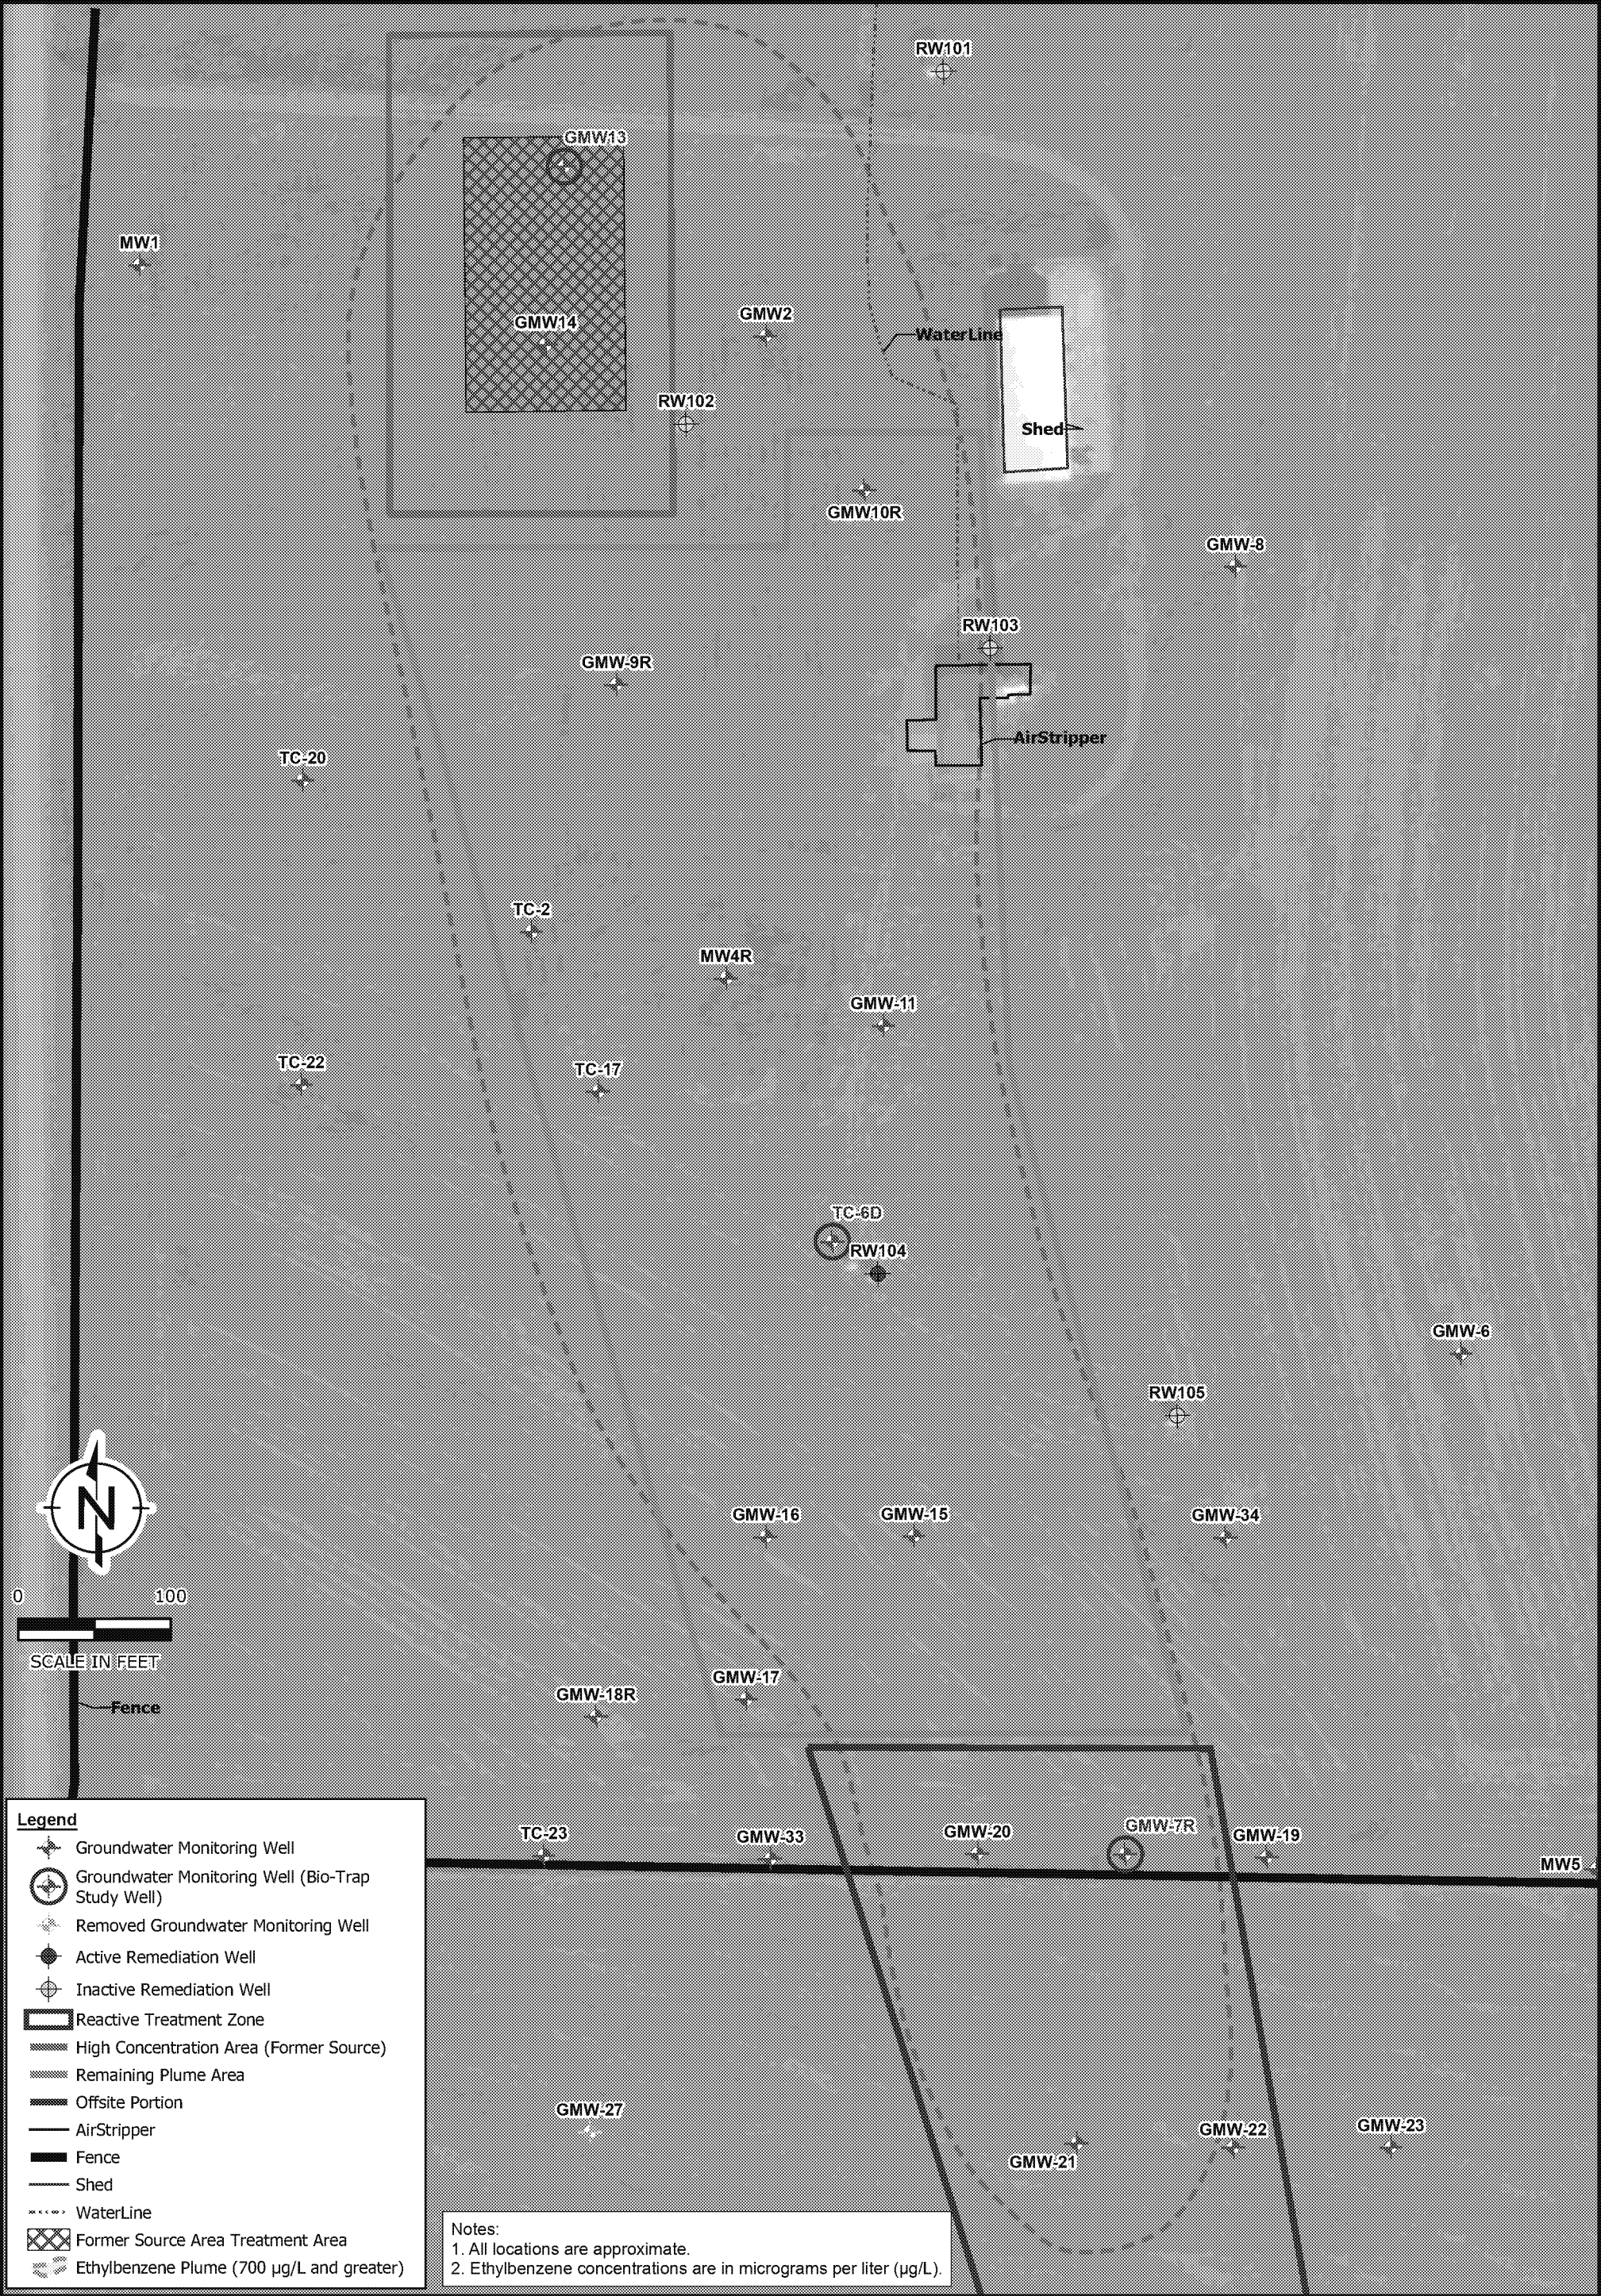 RW101
GMW13
MW1
GMW2
GMW14
WaterLine
RW102
Shed
GMW10R
GMW-8
RW103
GMW-9R
AirStripper
TC-20
TC-2
MW4R
GMW-11
TC-22
TC-17
TC-6D
RW104
GMW-6
RW105
N
GMW-16
GMW-15
GMW-34
0 100
SCALE IN FEET
GMW-17
GMW-18R
Fence
TC-23
GMW-33
GMW-20
GMW-7R
GMW-19
MW5
GMW-27
GMW-21
GMW-22
GMW-23
Legend
Groundwater Monitoring Well
Groundwater Monitoring Well (Bio-Trap
Study Well)
Removed Groundwater Monitoring Well
Active Remediation Well
Inactive Remediation Well
Reactive Treatment Zone
High Concentration Area (Former Source)
Remaining Plume Area
Offsite Portion
AirStripper
Fence
Shed
WaterLine
Former Source Area Treatment Area
Ethylbenzene Plume (700 µg/L and greater)
Notes:
1. All locations are approximate.
2. Ethylbenzene concentrations are in micrograms per liter (µg/L).